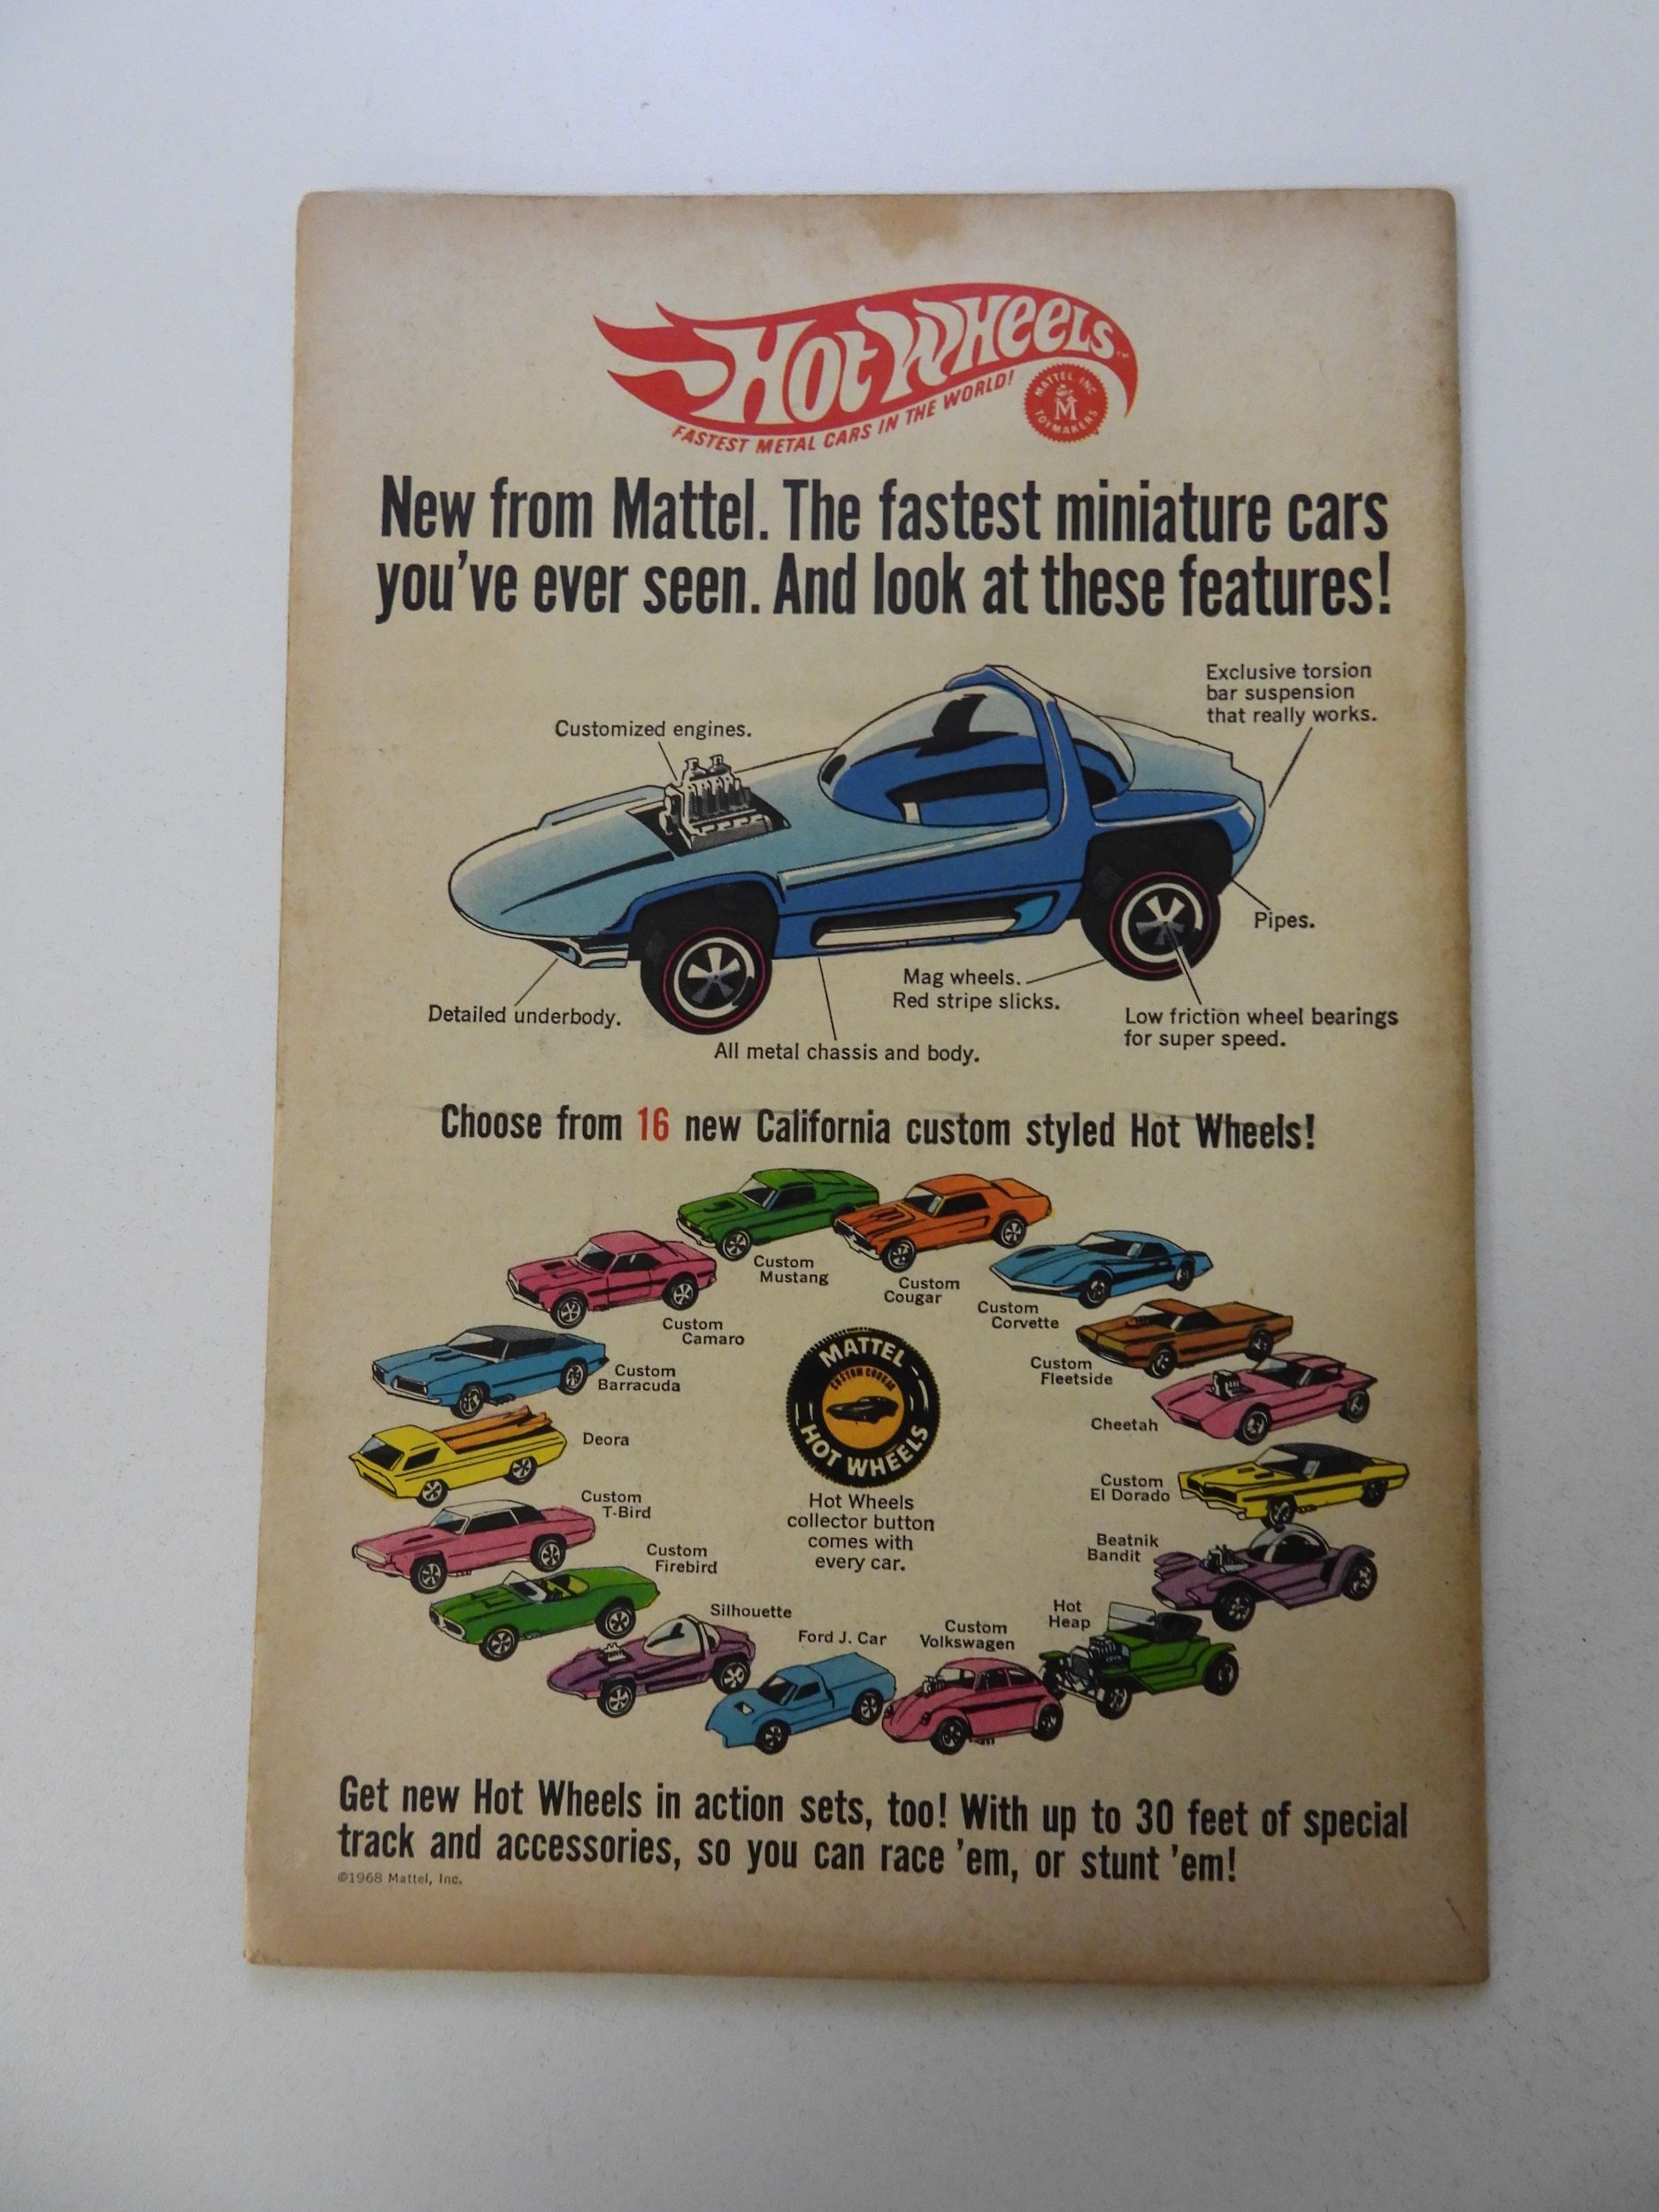 HOT WHEELS™
FASTEST METAL CARS IN THE WORLD!
MATTEL INC
M
TOYMAKERS
New from Mattel. The fastest miniature cars
you've ever seen. And look at these features!
Exclusive torsion
bar suspension
that really works.
Customized engines.
Pipes.
Mag wheels.
Red stripe slicks.
Detailed underbody.
Low friction wheel bearings
for super speed.
All metal chassis and body.
Choose from 16 new California custom styled Hot Wheels!
Custom
Mustang
Custom
Cougar
Custom
Corvette
Custom
Camaro
Custom
Fleetside
Custom
Barracuda
Cheetah
Deora
Custom
El Dorado
Custom
T-Bird
Beatnik
Bandit
Custom
Firebird
Hot
Heap
Silhouette
Ford J. Car
Custom
Volkswagen
MATTEL
CUSTOM COUGAR
HOT WHEELS
Hot Wheels
collector button
comes with
every car.
Get new Hot Wheels in action sets, too! With up to 30 feet of special
track and accessories, so you can race 'em, or stunt 'em!
©1968 Mattel, Inc.